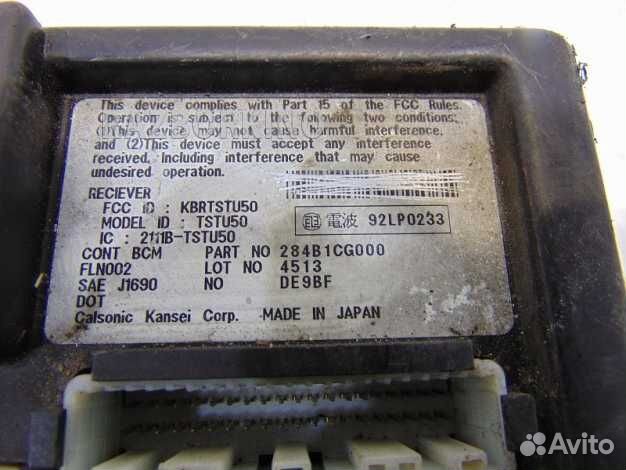 This device complies with Part 15 of the FCC Rules.
Operation is subject to the following two conditions:
(1)This device may not cause harmful interference,
and (2)This device must accept any interference
received, Including interference that may cause
undesired operation.
RECIEVER
FCC ID : KBRTSTU50
MODEL ID : TSTU50
IC : 2111B-TSTU50
電波 92LP0233
CONT BCM PART NO 284B1CG000
FLN002 LOT NO 4513
SAE J1690 NO DE9BF
DOT
Calsonic Kansei Corp. MADE IN JAPAN
Avito